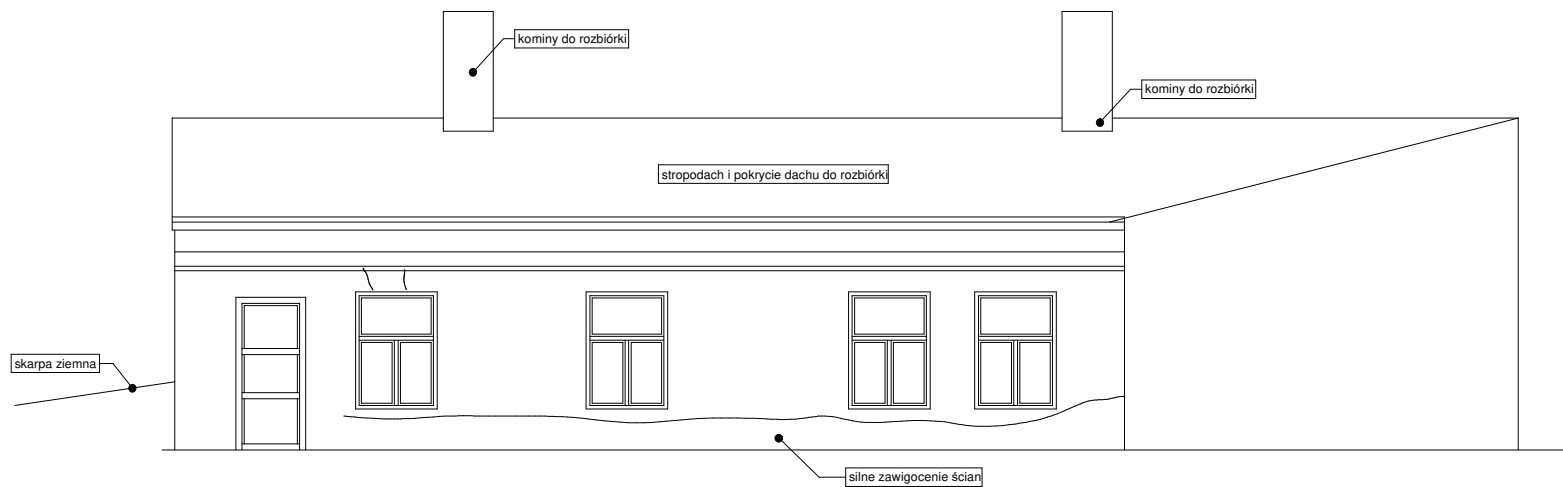 kominy do rozbiórki
kominy do rozbiórki
stropodach i pokrycie dachu do rozbiórki
skarpa ziemna
silne zawigocenie ścian